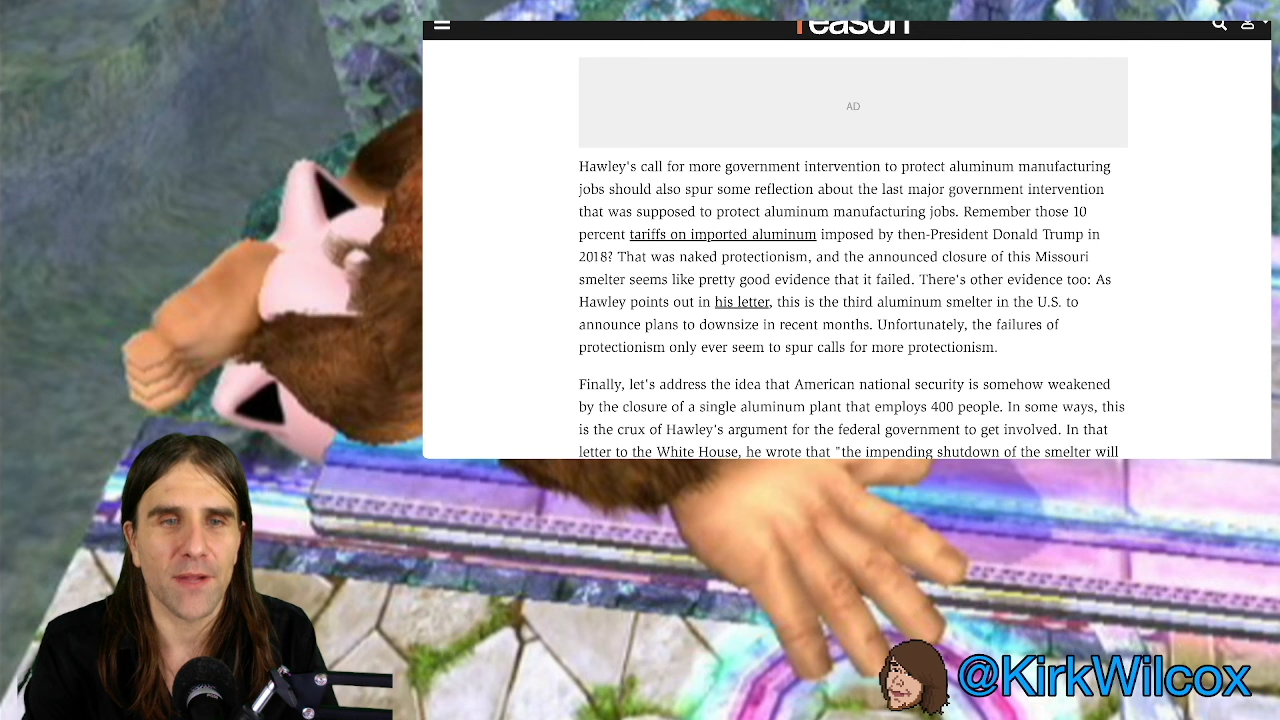 reason
AD
Hawley's call for more government intervention to protect aluminum manufacturing
jobs should also spur some reflection about the last major government intervention
that was supposed to protect aluminum manufacturing jobs. Remember those 10
percent tariffs on imported aluminum imposed by then-President Donald Trump in
2018? That was naked protectionism, and the announced closure of this Missouri
smelter seems like pretty good evidence that it failed. There's other evidence too: As
Hawley points out in his letter, this is the third aluminum smelter in the U.S. to
announce plans to downsize in recent months. Unfortunately, the failures of
protectionism only ever seem to spur calls for more protectionism.
Finally, let's address the idea that American national security is somehow weakened
by the closure of a single aluminum plant that employs 400 people. In some ways, this
is the crux of Hawley's argument for the federal government to get involved. In that
letter to the White House, he wrote that "the impending shutdown of the smelter will
@KirkWilcox